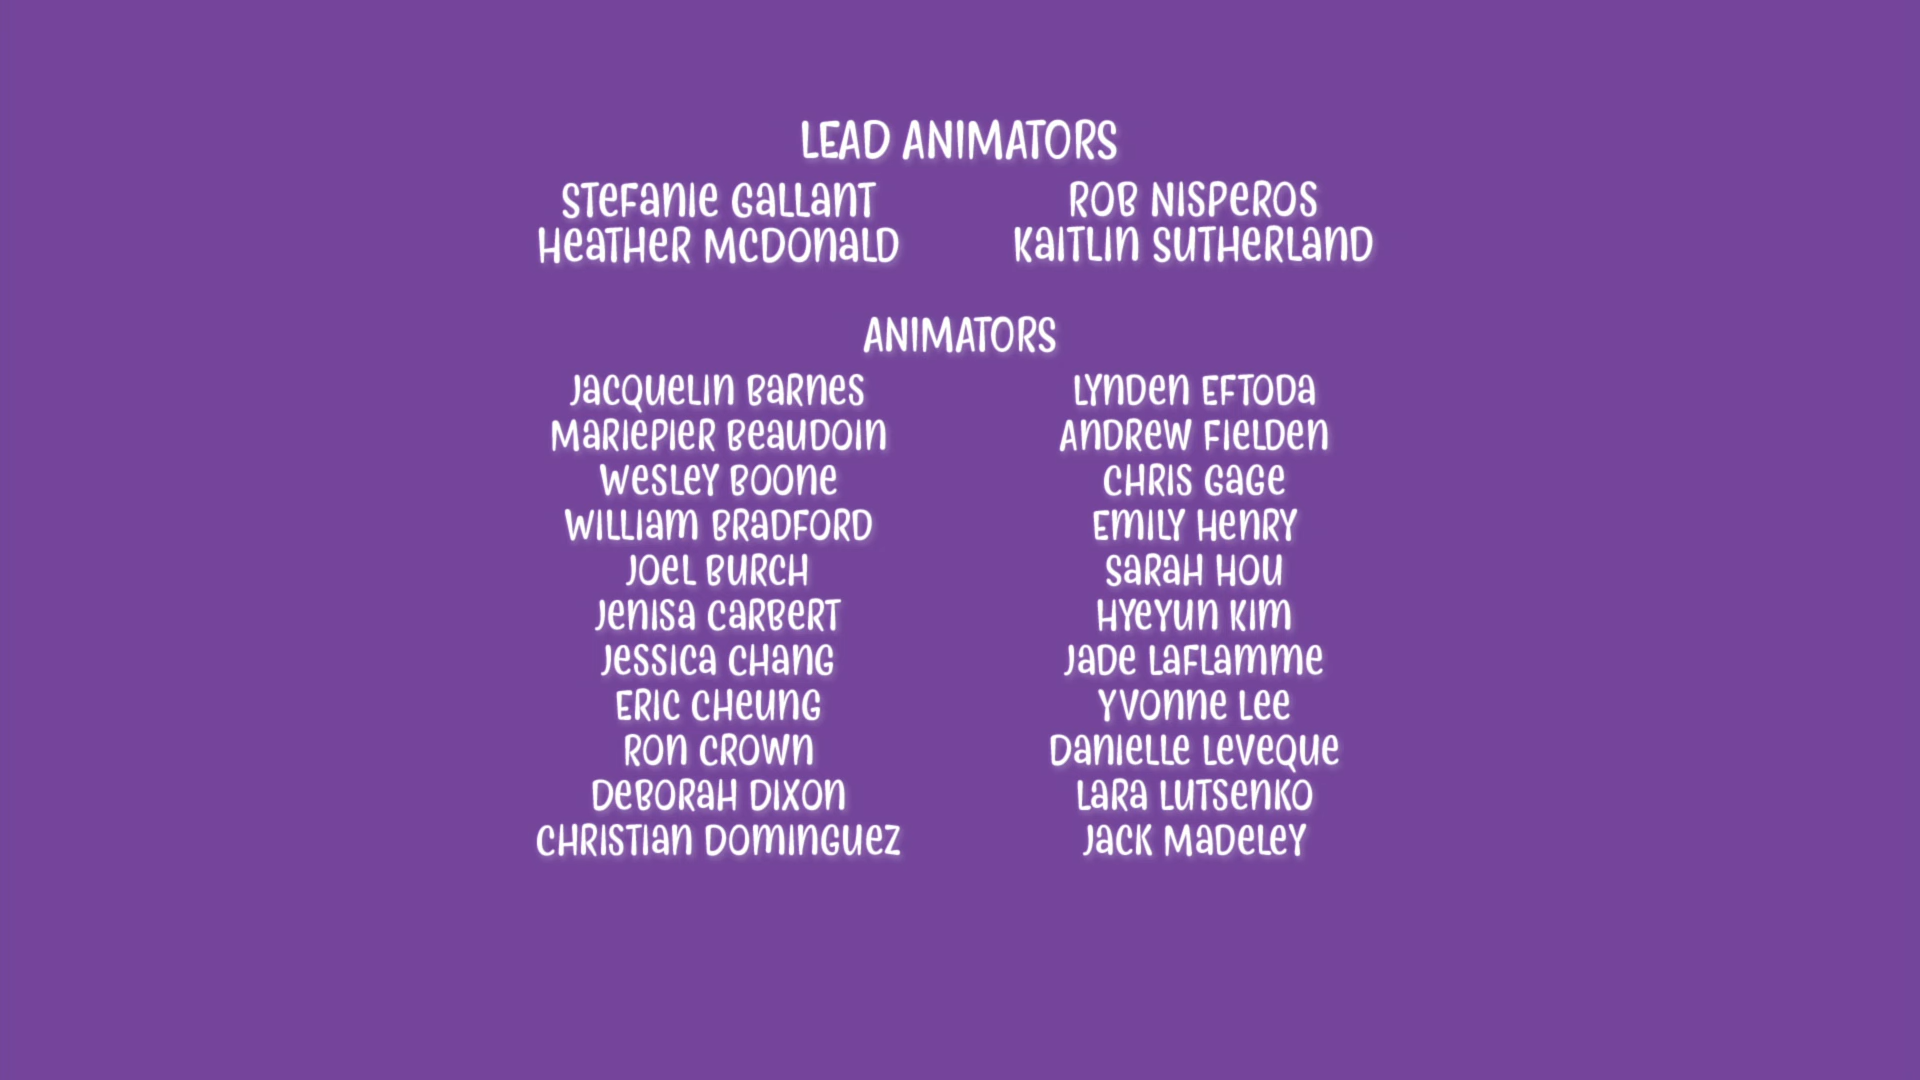 LEAD ANIMATORS
Stefanie Gallant
Rob Nisperos
Heather McDonald
Kaitlin Sutherland
ANIMATORS
Jacquelin Barnes
Lynden Eftoda
Mariepier Beaudoin
Andrew Fielden
Wesley Boone
Chris Gage
William Bradford
Emily Henry
Joel Burch
Sarah Hou
Jenisa Carbert
Hyeyun Kim
Jessica Chang
Jade Laflamme
Eric Cheung
Yvonne Lee
Ron Crown
Danielle Leveque
Deborah Dixon
Lara Lutsenko
Christian Dominguez
Jack Madeley